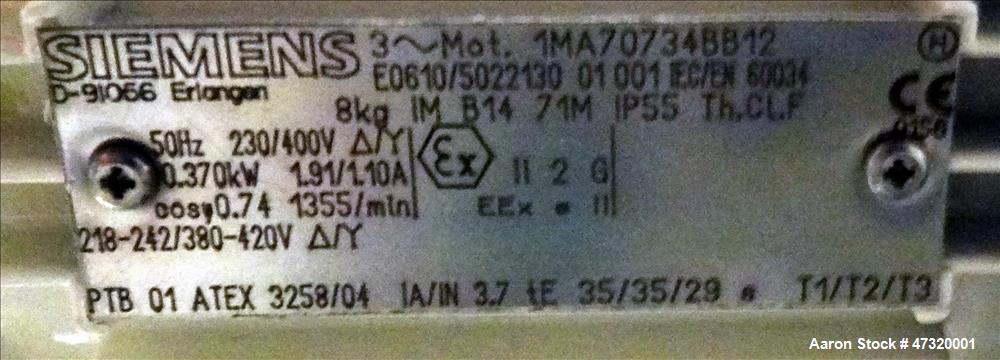 SIEMENS 3~Mot. 1MA70734BB12 H
D-91056 Erlangen E0610/5022130 01 001 IEC/EN 60034
8kg IM B14 71M IP55 Th.Cl.F CE
50Hz 230/400V Δ/Y Ex II 2 G
0.370kW 1.91/1.10A
cosφ0.74 1355/min EEx e II
218-242/380-420V Δ/Y
PTB 01 ATEX 3258/04 IA/IN 3.7 tE 35/35/29 s T1/T2/T3
Aaron Stock # 47320001